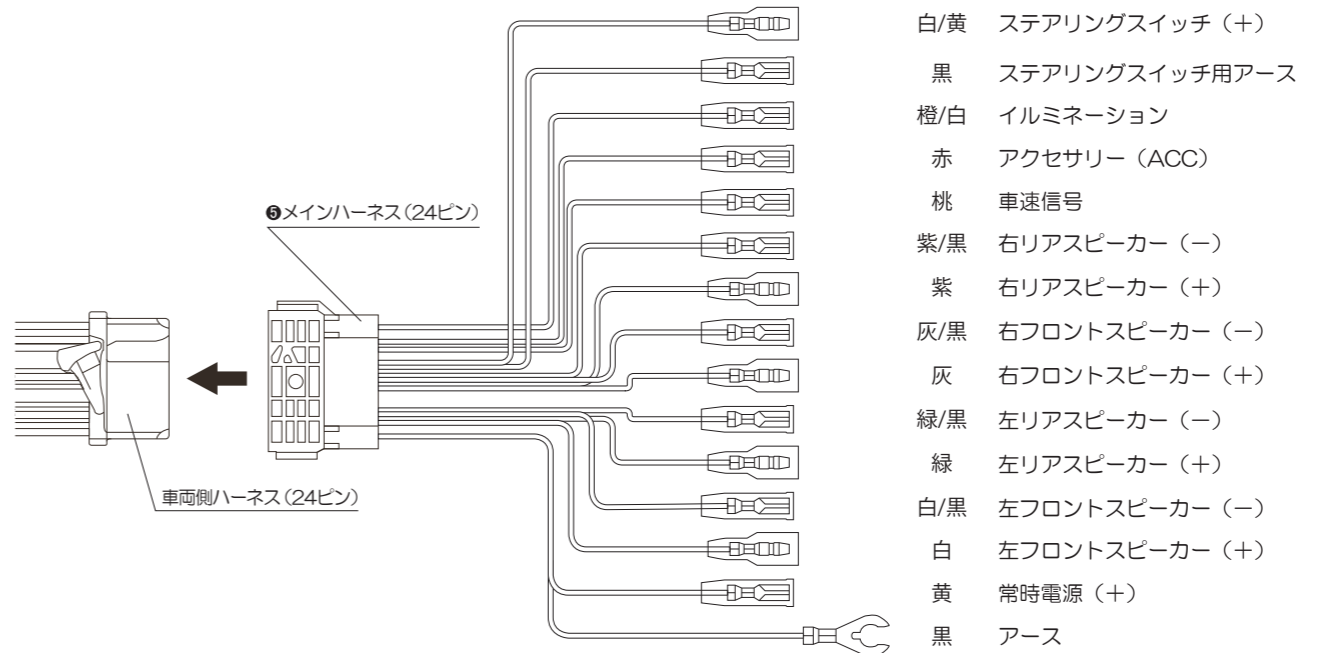 白/黄 ステアリングスイッチ（＋）
黒 ステアリングスイッチ用アース
橙/白 イルミネーション
赤 アクセサリー（ACC）
桃 車速信号
紫/黒 右リアスピーカー（－）
紫 右リアスピーカー（＋）
灰/黒 右フロントスピーカー（－）
灰 右フロントスピーカー（＋）
緑/黒 左リアスピーカー（－）
緑 左リアスピーカー（＋）
白/黒 左フロントスピーカー（－）
白 左フロントスピーカー（＋）
黄 常時電源（＋）
黒 アース
❺メインハーネス（24ピン）
車両側ハーネス（24ピン）